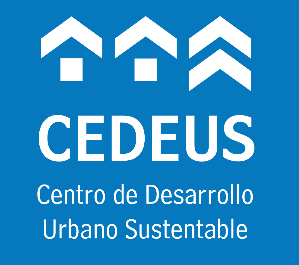 CEDEUS
Centro de Desarrollo
Urbano Sustentable